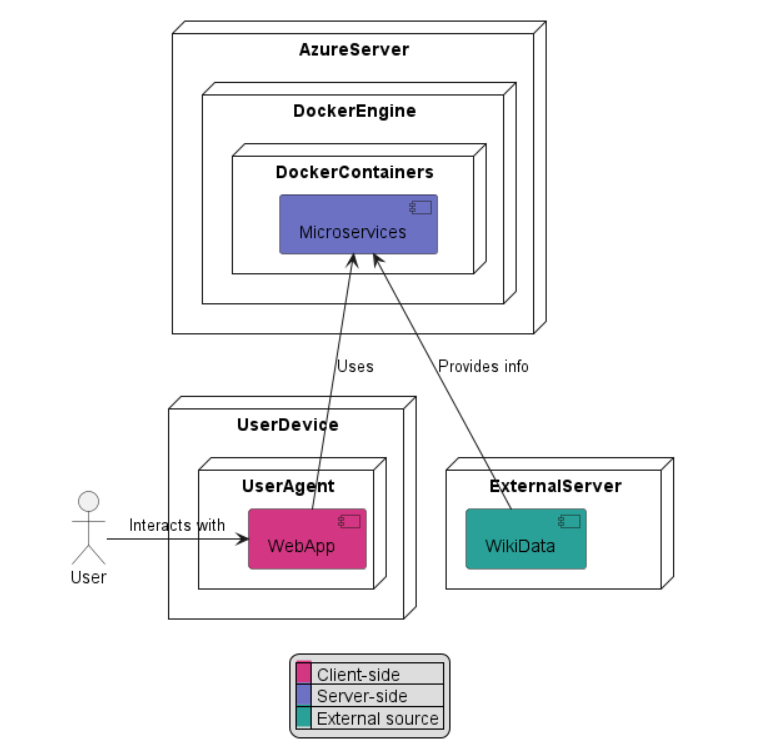 AzureServer
DockerEngine
DockerContainers
Microservices
Uses
Provides info
UserDevice
UserAgent
ExternalServer
Interacts with
WebApp
WikiData
User
Client-side
Server-side
External source